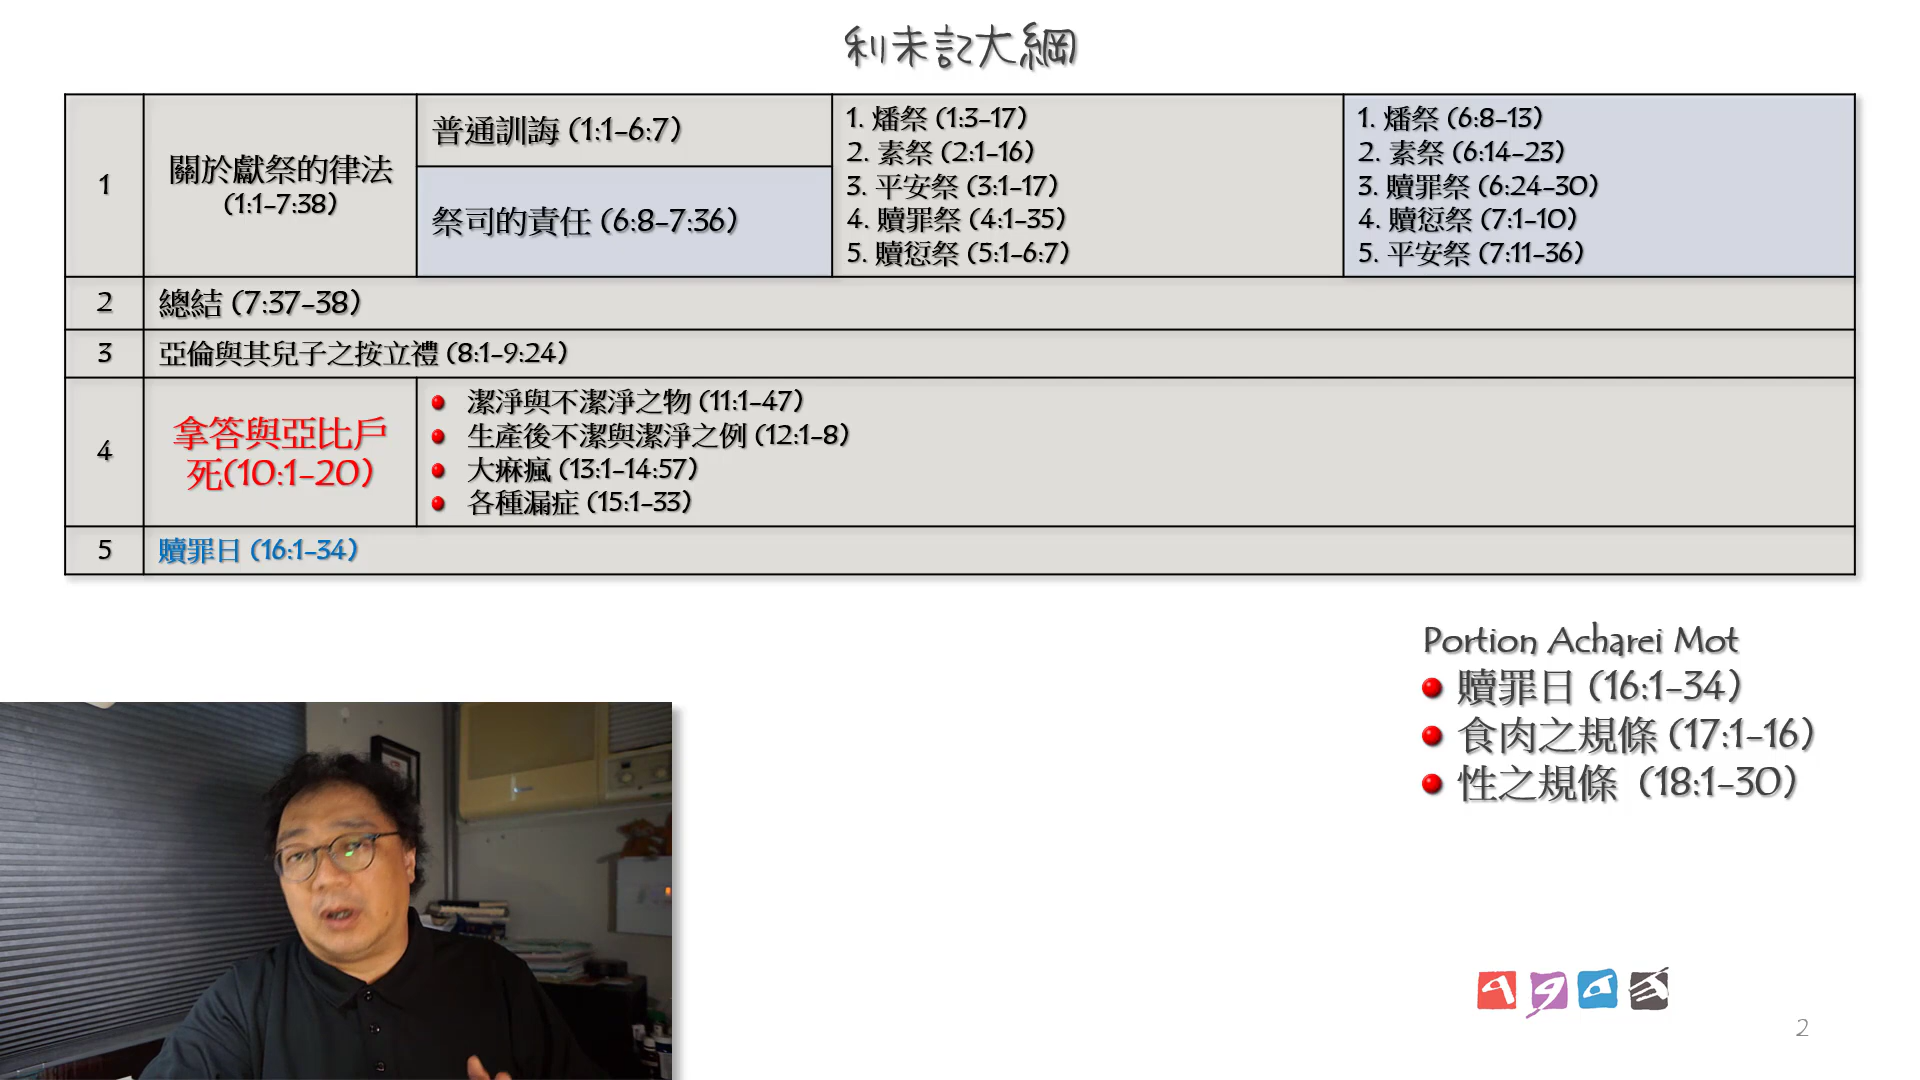 利未記大綱
1
關於獻祭的律法
(1:1-7:38)
普通訓誨 (1:1-6:7)
祭司的責任 (6:8-7:36)
1. 燔祭 (1:3-17)
2. 素祭 (2:1-16)
3. 平安祭 (3:1-17)
4. 贖罪祭 (4:1-35)
5. 贖愆祭 (5:1-6:7)
1. 燔祭 (6:8-13)
2. 素祭 (6:14-23)
3. 贖罪祭 (6:24-30)
4. 贖愆祭 (7:1-10)
5. 平安祭 (7:11-36)
2
總結 (7:37-38)
3
亞倫與其兒子之按立禮 (8:1-9:24)
4
拿答與亞比戶
死(10:1-20)
潔淨與不潔淨之物 (11:1-47)
生產後不潔與潔淨之例 (12:1-8)
大痲瘋 (13:1-14:57)
各種漏症 (15:1-33)
5
贖罪日 (16:1-34)
Portion Acharei Mot
贖罪日 (16:1-34)
食肉之規條 (17:1-16)
性之規條 (18:1-30)
2